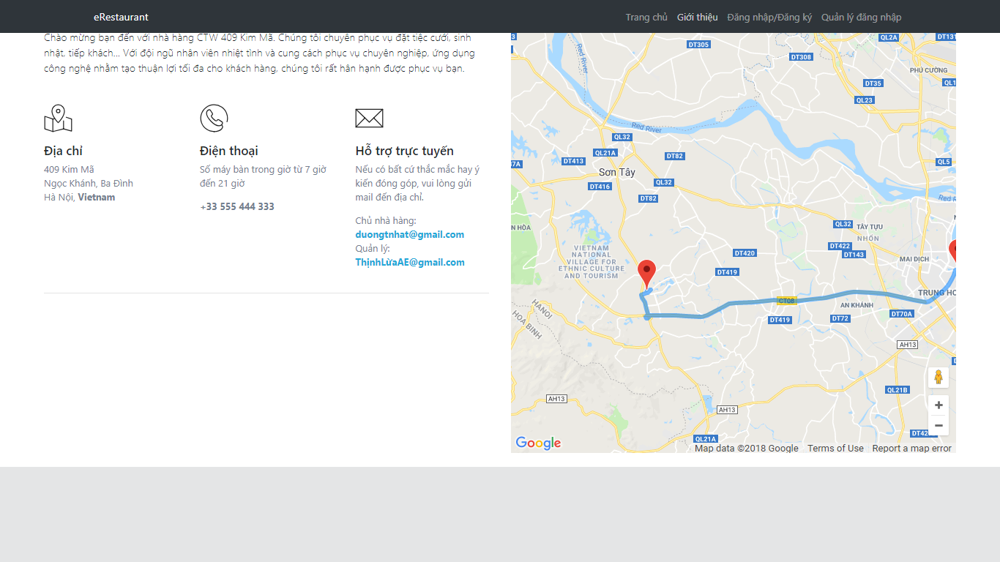 eRestaurant
Trang chủ Giới thiệu Đăng nhập/Đăng ký Quản lý đăng nhập
Chào mừng bạn đến với nhà hàng CTW 409 Kim Mã. Chúng tôi chuyên phục vụ đặt tiệc cưới, sinh
nhật, tiếp khách... Với đội ngũ nhân viên nhiệt tình và cung cách phục vụ chuyên nghiệp, ứng dụng
công nghệ nhằm tạo thuận lợi tối đa cho khách hàng, chúng tôi rất hân hạnh được phục vụ bạn.
Địa chỉ
409 Kim Mã
Ngọc Khánh, Ba Đình
Hà Nội, Vietnam
Điện thoại
Số máy bàn trong giờ từ 7 giờ
đến 21 giờ
+33 555 444 333
Hỗ trợ trực tuyến
Nếu có bất cứ thắc mắc hay ý
kiến đóng góp, vui lòng gửi
mail đến địa chỉ.
Chủ nhà hàng:
duongtnhat@gmail.com
Quản lý:
ThịnhLừaAE@gmail.com
DT305
QL2A
DT131
Red River
DT308
PHÚ CƯỜNG
DT35
QL1
QL23
Red River
QL32
QL21A
DT82
DT413
7A
QL5
Sơn Tây
QL32
DT416
DT82
Red R
N HÒA
QL32
TÂY TỰU
NHỔN
DT422
DT143
VIETNAM
NATIONAL
VILLAGE FOR
ETHNIC CULTURE
AND TOURISM
DT420
MAI DỊCH
DT419
TRUNG HO
CT08
AN KHÁNH
HANOI
HOA BINH
DT419
DT72
DT70A
AH13
QL21B
AH13
AH13
QL21A
DT42
Google
Map data ©2018 Google Terms of Use Report a map error